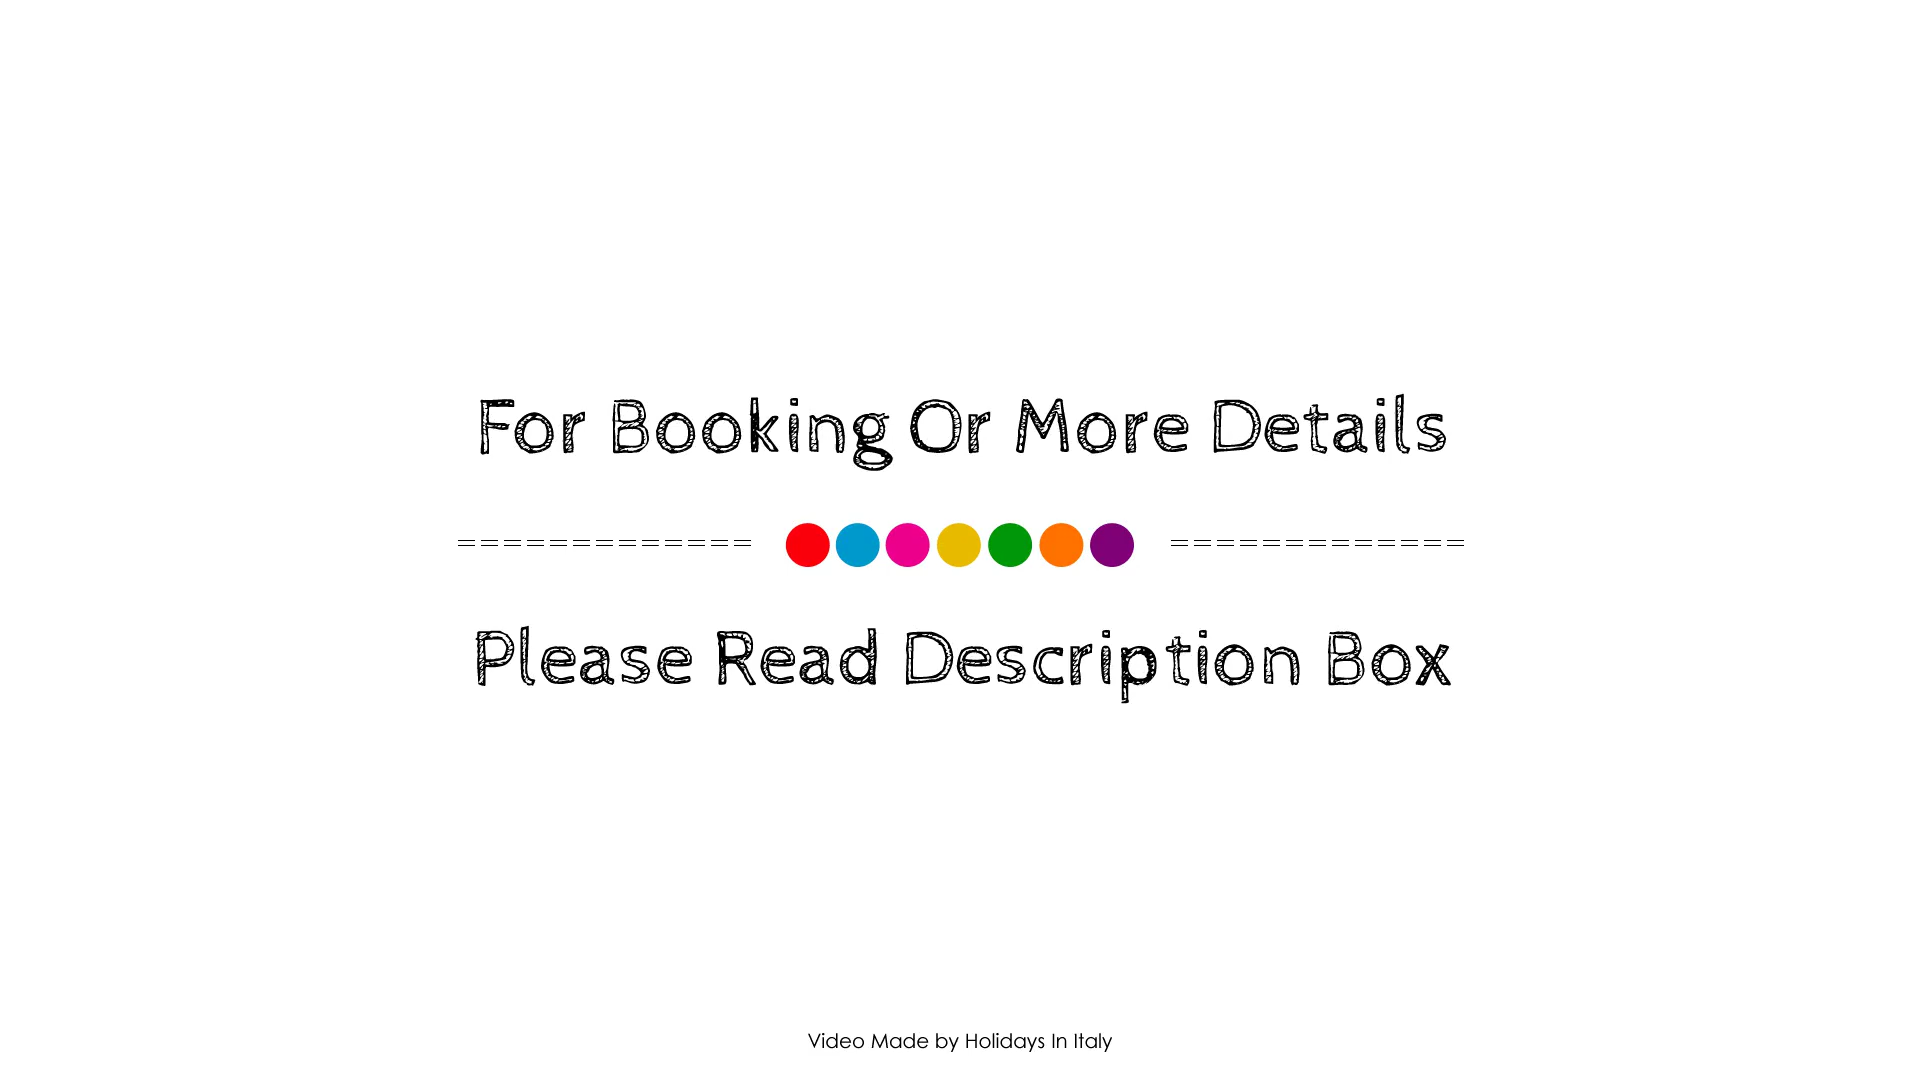 For Booking Or More Details
============= =============
Please Read Description Box
Video Made by Holidays In Italy